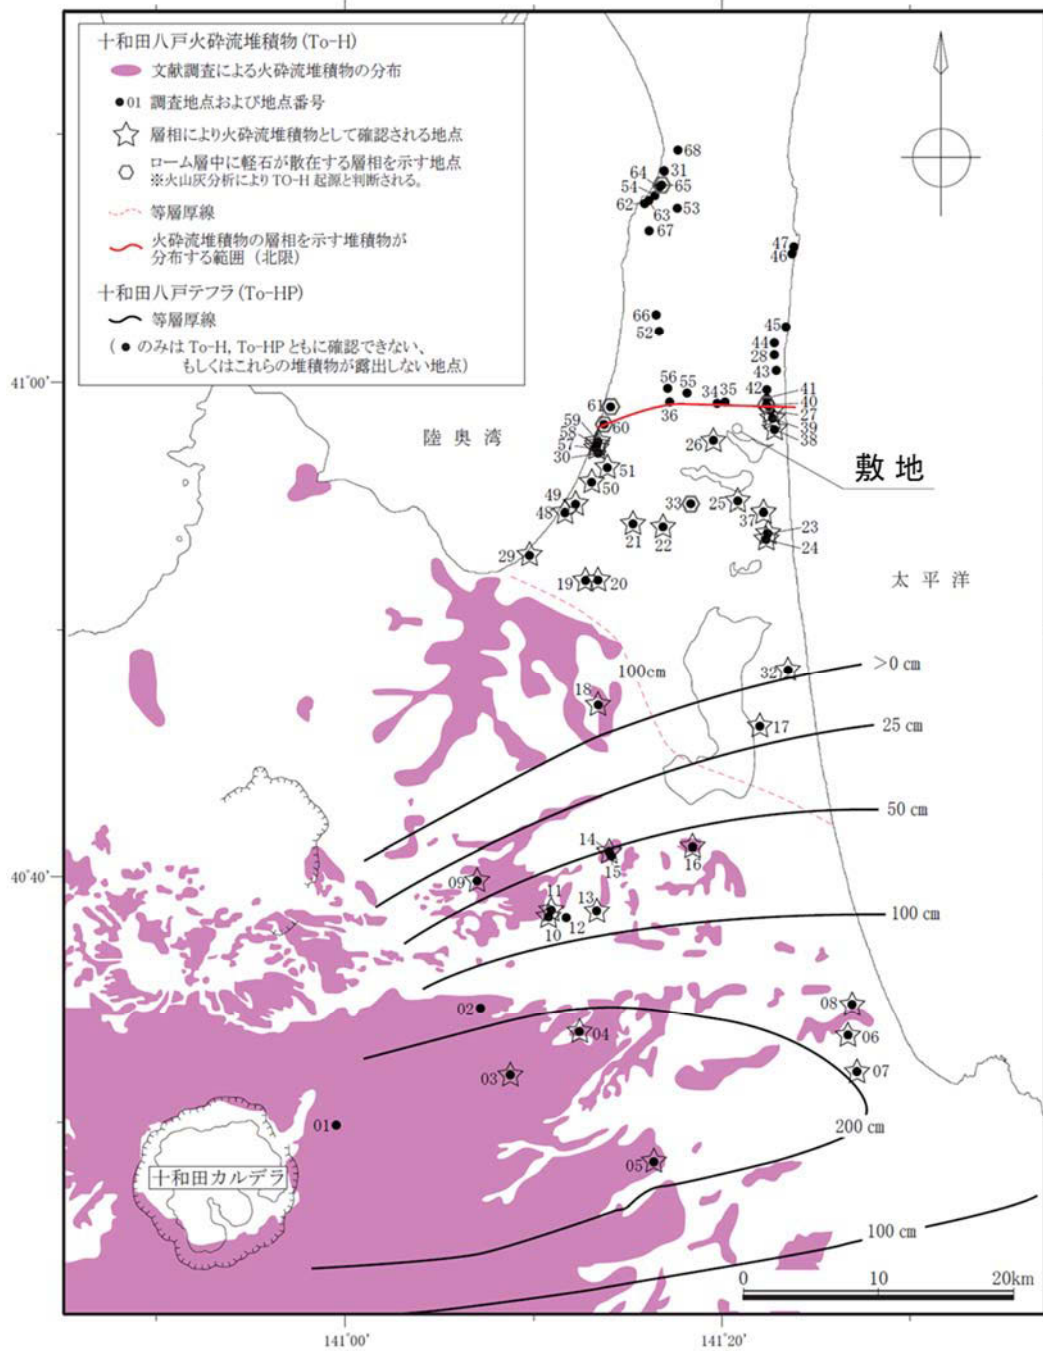 十和田八戸火砕流堆積物(To-H)
文献調査による火砕流堆積物の分布
01 調査地点および地点番号
層相により火砕流堆積物として確認される地点
ローム層中に軽石が散在する層相を示す地点
※火山灰分析によりTO-H起源と判断される。
等層厚線
火砕流堆積物の層相を示す堆積物が
分布する範囲(北限)
十和田八戸テフラ(To-HP)
等層厚線
(●のみはTo-H, To-HPともに確認できない、
もしくはこれらの堆積物が露出しない地点)
68
31
64
65
54
62
63
53
67
47
46
66
52
45
44
28
43
41°00'
56
55
34
35
42
41
40
61
36
27
60
39
59
38
58
陸奥湾
57
26
30
敷地
51
50
49
33
25
48
37
23
21
22
24
29
太平洋
19
20
100cm
32
>0 cm
18
17
25 cm
50 cm
14
15
16
40°40'
09
11
13
10
12
100 cm
02
08
04
06
03
07
01
200 cm
05
十和田カルデラ
100 cm
0
10
20km
141°00'
141°20'